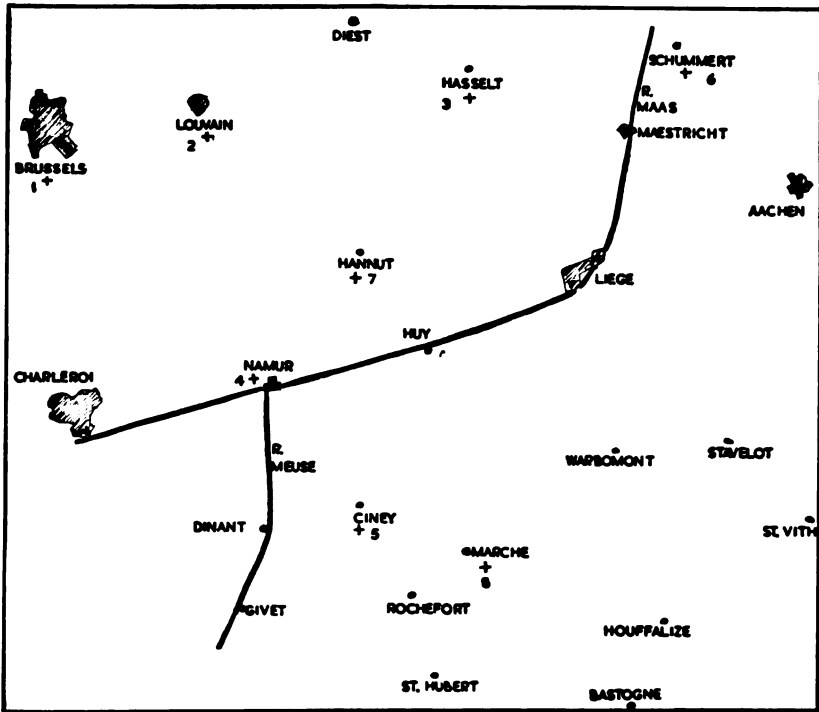 DIEST
SCHUMMERT
+ 6
HASSELT
3 +
R.
MAAS
LOUVAIN
2 +
MAESTRICHT
BRUSSELS
1 +
AACHEN
HANNUT
+ 7
LIEGE
HUY
NAMUR
4 +
CHARLEROI
R.
MEUSE
WARBOMONT
STAVELOT
CINEY
+ 5
DINANT
ST. VITH
MARCHE
+
8
ROCHEFORT
GIVET
HOUFFALIZE
ST. HUBERT
BASTOGNE